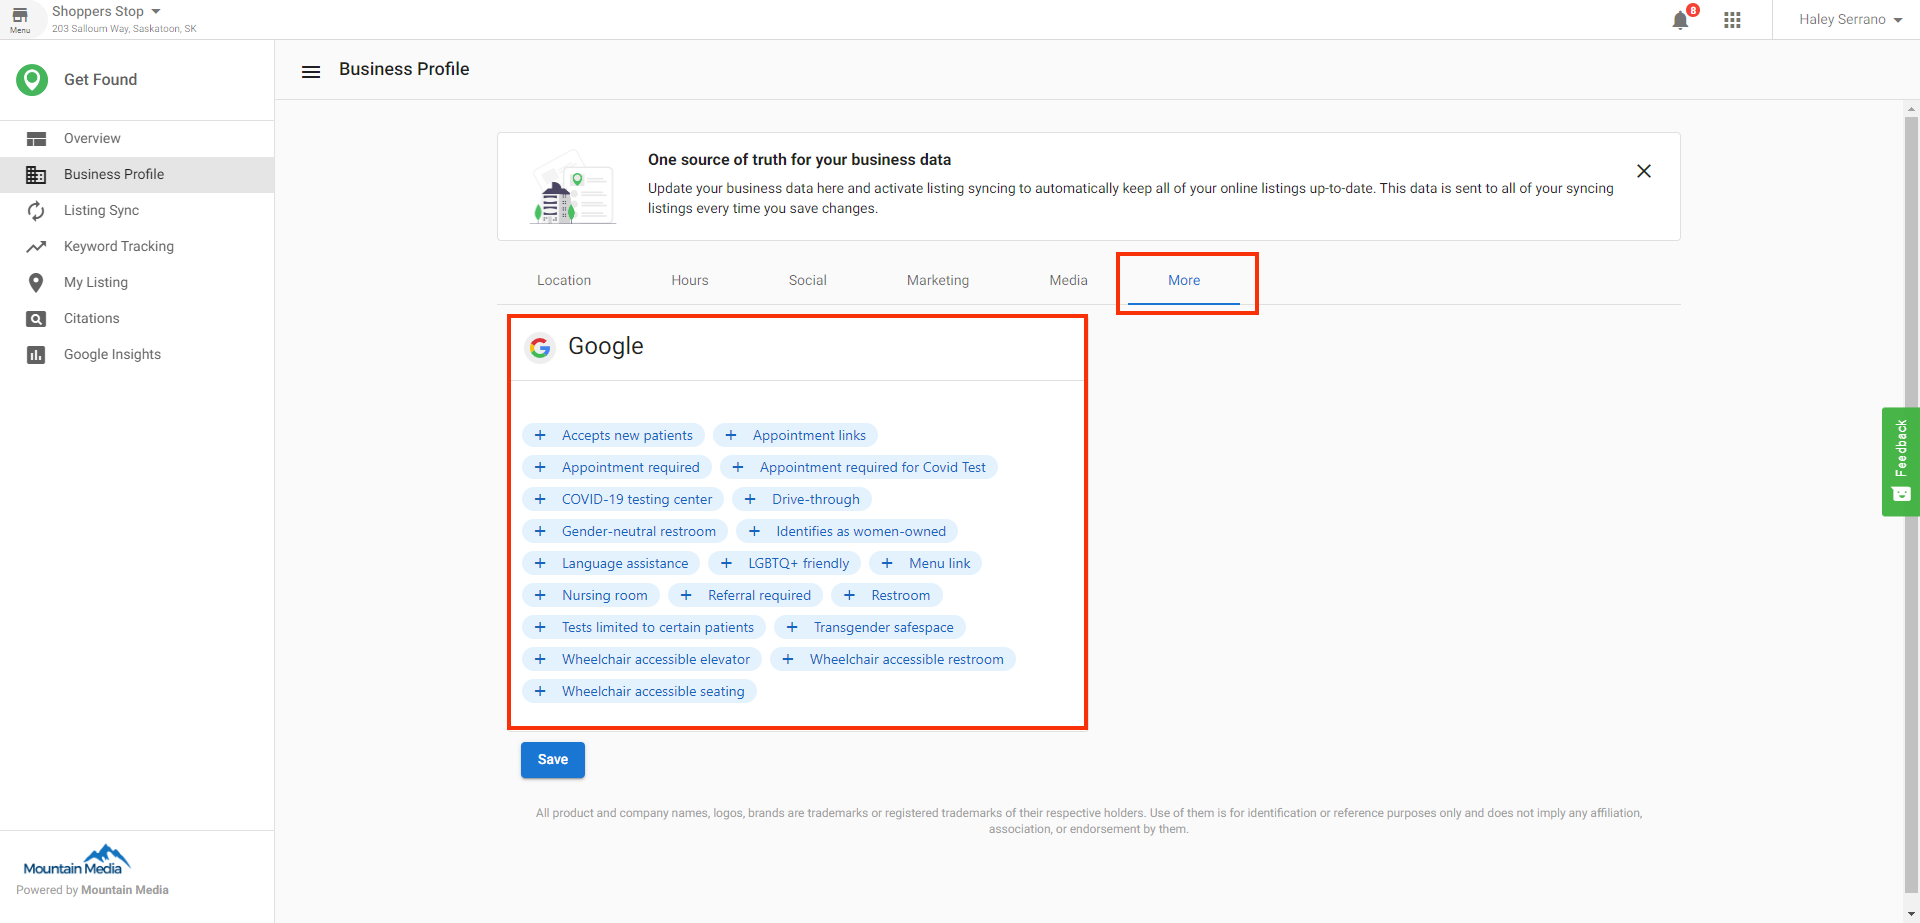 Menu
Shoppers Stop
203 Salloum Way, Saskatoon, SK
8
Haley Serrano
Get Found
Overview
Business Profile
Listing Sync
Keyword Tracking
My Listing
Citations
Google Insights
Mountain Media
Powered by Mountain Media
Business Profile
One source of truth for your business data
Update your business data here and activate listing syncing to automatically keep all of your online listings up-to-date. This data is sent to all of your syncing
listings every time you save changes.
Location Hours Social Marketing Media More
Google
+ Accepts new patients + Appointment links
+ Appointment required + Appointment required for Covid Test
+ COVID-19 testing center + Drive-through
+ Gender-neutral restroom + Identifies as women-owned
+ Language assistance + LGBTQ+ friendly + Menu link
+ Nursing room + Referral required + Restroom
+ Tests limited to certain patients + Transgender safespace
+ Wheelchair accessible elevator + Wheelchair accessible restroom
+ Wheelchair accessible seating
Save
All product and company names, logos, brands are trademarks or registered trademarks of their respective holders. Use of them is for identification or reference purposes only and does not imply any affiliation,
association, or endorsement by them.
Feedback